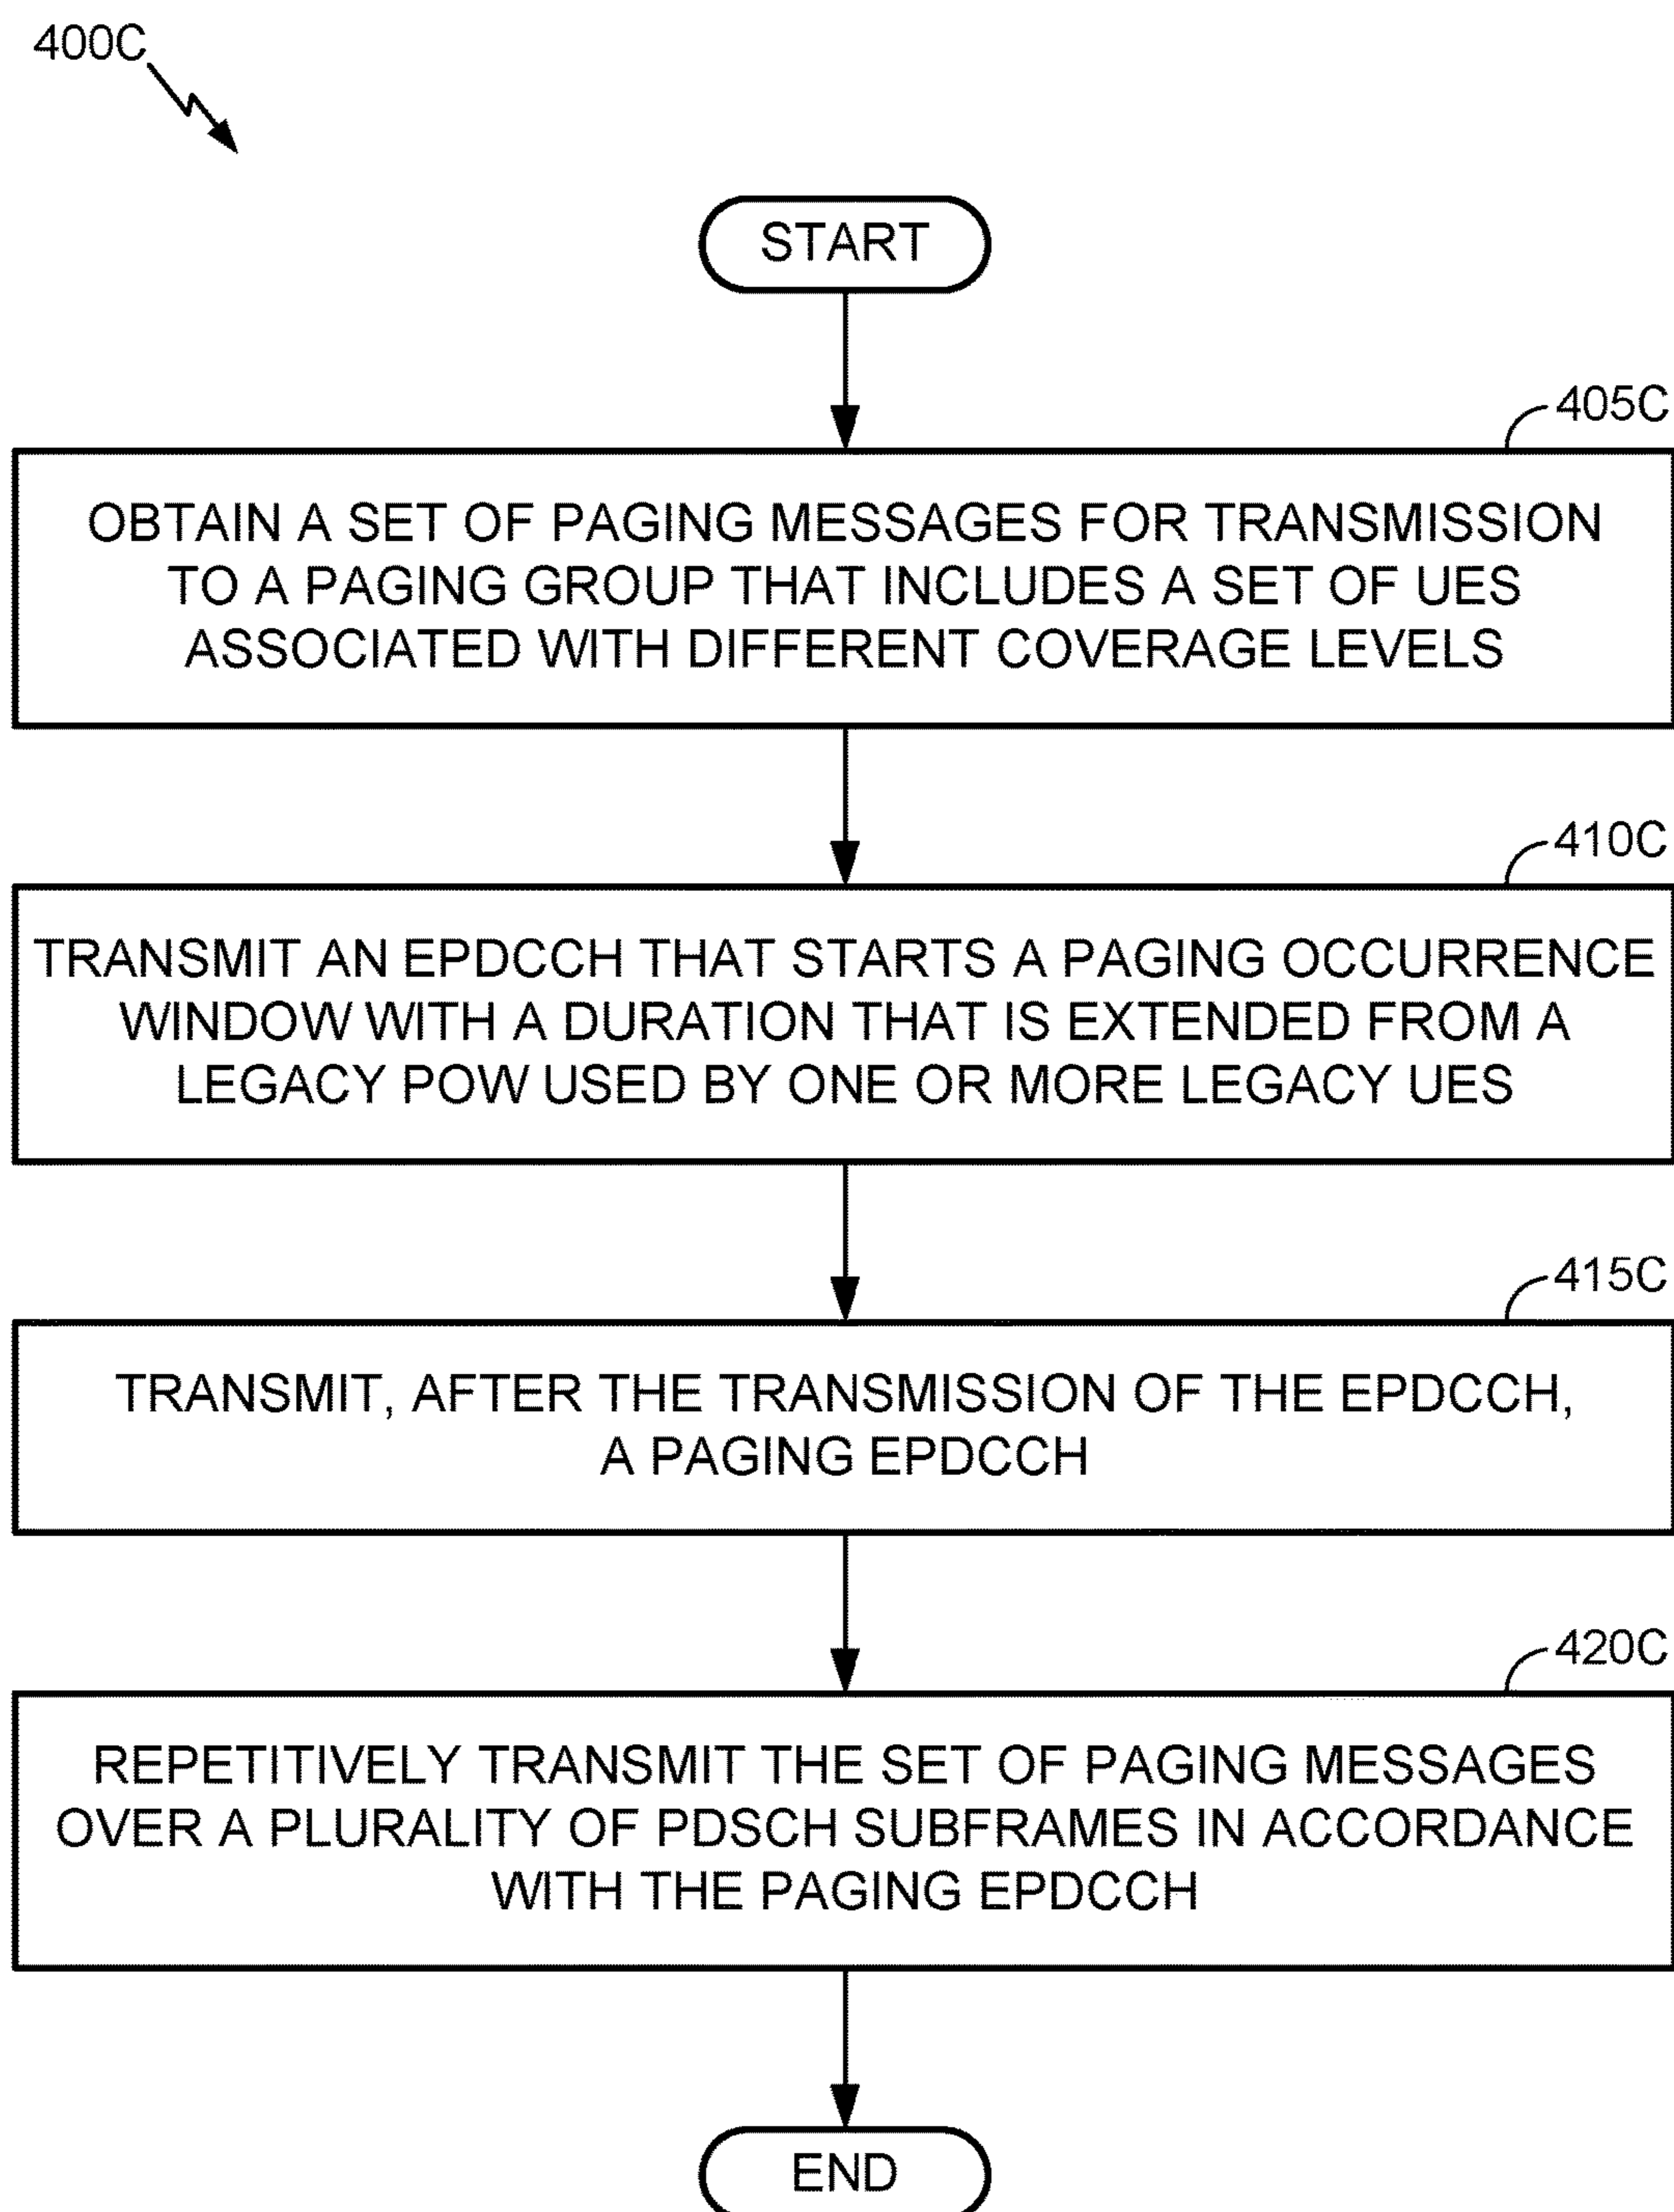 400C
START
405C
OBTAIN A SET OF PAGING MESSAGES FOR TRANSMISSION
TO A PAGING GROUP THAT INCLUDES A SET OF UES
ASSOCIATED WITH DIFFERENT COVERAGE LEVELS
410C
TRANSMIT AN EPDCCH THAT STARTS A PAGING OCCURRENCE
WINDOW WITH A DURATION THAT IS EXTENDED FROM A
LEGACY POW USED BY ONE OR MORE LEGACY UES
415C
TRANSMIT, AFTER THE TRANSMISSION OF THE EPDCCH,
A PAGING EPDCCH
420C
REPETITIVELY TRANSMIT THE SET OF PAGING MESSAGES
OVER A PLURALITY OF PDSCH SUBFRAMES IN ACCORDANCE
WITH THE PAGING EPDCCH
END